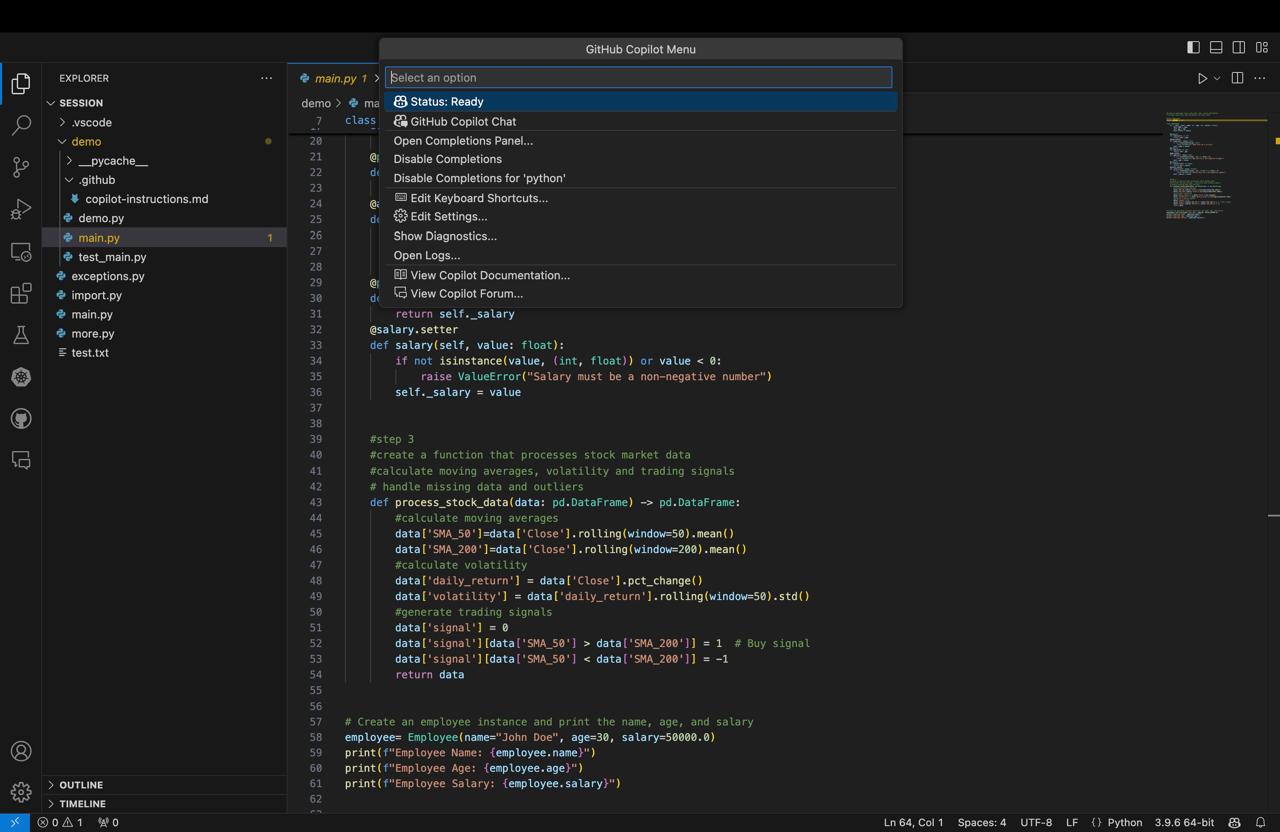 GitHub Copilot Menu
Select an option
Status: Ready
GitHub Copilot Chat
Open Completions Panel...
Disable Completions
Disable Completions for 'python'
Edit Keyboard Shortcuts...
Edit Settings...
Show Diagnostics...
Open Logs...
View Copilot Documentation...
View Copilot Forum...
EXPLORER
SESSION
.vscode
demo
__pycache__
.github
copilot-instructions.md
demo.py
main.py 1
test_main.py
exceptions.py
import.py
main.py
more.py
test.txt
OUTLINE
TIMELINE
main.py 1
demo > ma
7 class
20
21 @p
22 de
23
24 @a
25 de
26
27
28
29 @p
30 de
31 return self._salary
32 @salary.setter
33 def salary(self, value: float):
34 if not isinstance(value, (int, float)) or value < 0:
35 raise ValueError("Salary must be a non-negative number")
36 self._salary = value
37
38
39 #step 3
40 #create a function that processes stock market data
41 #calculate moving averages, volatility and trading signals
42 # handle missing data and outliers
43 def process_stock_data(data: pd.DataFrame) -> pd.DataFrame:
44 #calculate moving averages
45 data['SMA_50']=data['Close'].rolling(window=50).mean()
46 data['SMA_200']=data['Close'].rolling(window=200).mean()
47 #calculate volatility
48 data['daily_return'] = data['Close'].pct_change()
49 data['volatility'] = data['daily_return'].rolling(window=50).std()
50 #generate trading signals
51 data['signal'] = 0
52 data['signal'][data['SMA_50'] > data['SMA_200']] = 1 # Buy signal
53 data['signal'][data['SMA_50'] < data['SMA_200']] = -1
54 return data
55
56
57 # Create an employee instance and print the name, age, and salary
58 employee= Employee(name="John Doe", age=30, salary=50000.0)
59 print(f"Employee Name: {employee.name}")
60 print(f"Employee Age: {employee.age}")
61 print(f"Employee Salary: {employee.salary}")
62
0 1 0 Ln 64, Col 1 Spaces: 4 UTF-8 LF {} Python 3.9.6 64-bit